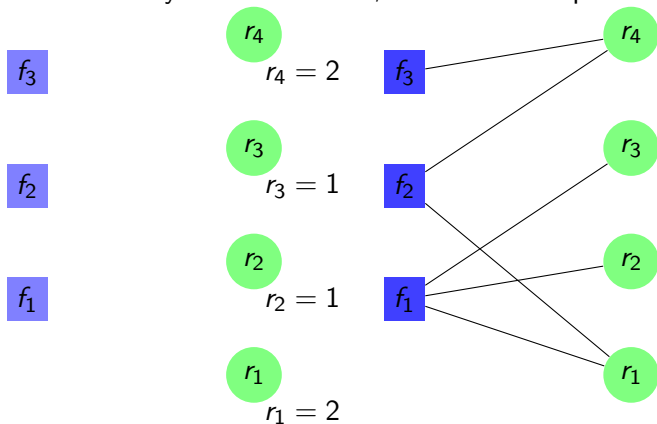 r₄ r₄
f₃ r₄ = 2 f₃
r₃ r₃
f₂ r₃ = 1 f₂
r₂ r₂
f₁ r₂ = 1 f₁
r₁ r₁
r₁ = 2